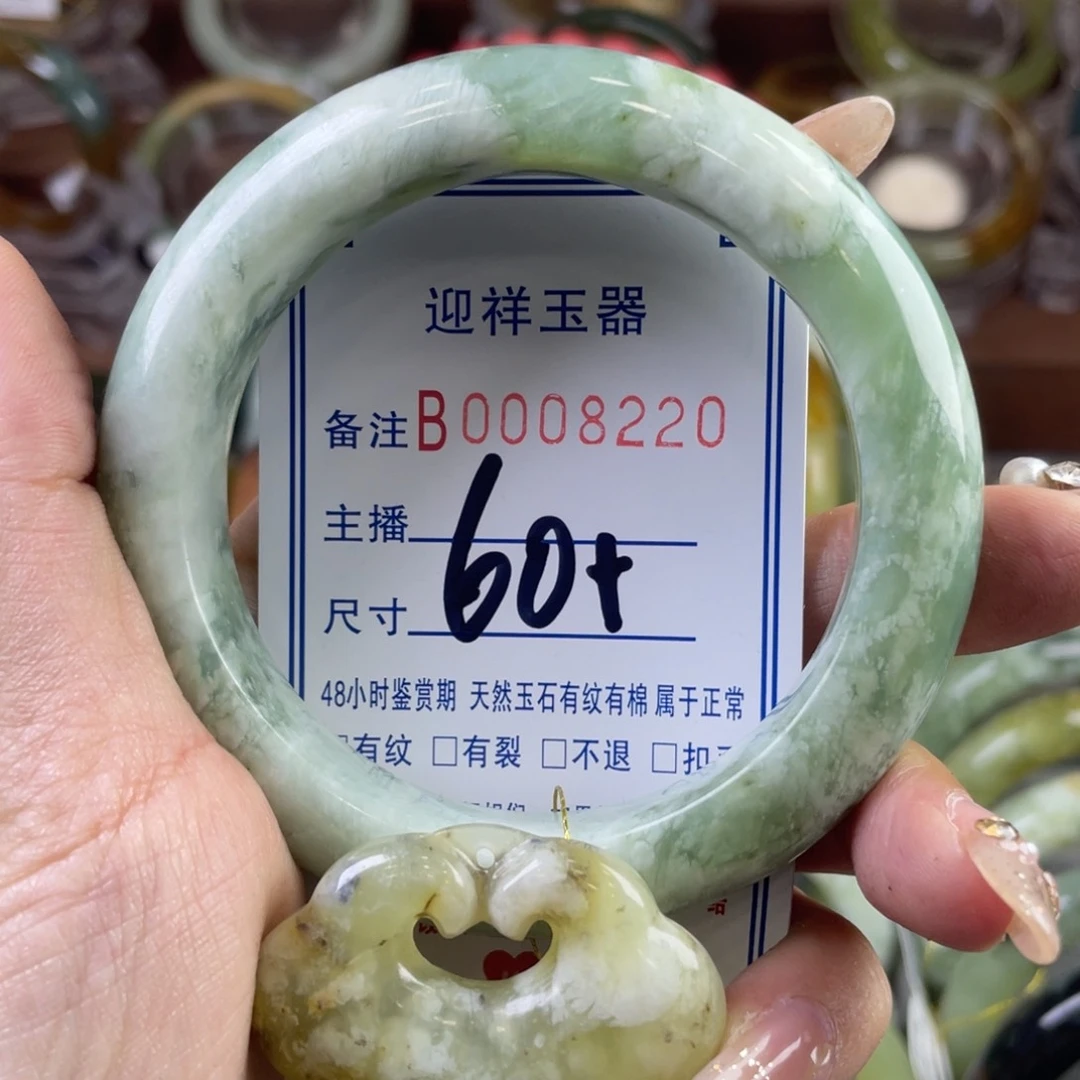 迎祥玉器
备注B0008220
主播
60+
尺寸
48小时鉴赏期 天然玉石有纹有棉 属于正常
□有纹 □有裂 □不退 □扣